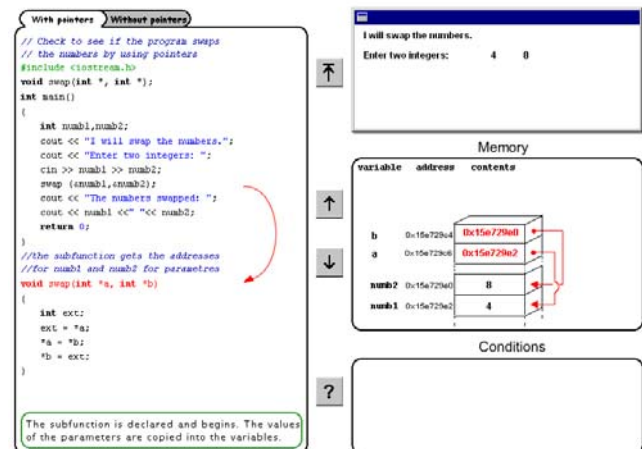 With pointers Without pointers
// Check to see if the program swaps
// the numbers by using pointers
#include <iostream.h>
void swap(int *, int *);
int main()
{
int numb1,numb2;
cout << "I will swap the numbers.";
cout << "Enter two integers: ";
cin >> numb1 >> numb2;
swap (&numb1,&numb2);
cout << "The numbers swapped: ";
cout << numb1 <<" "<< numb2;
return 0;
}
//the subfunction gets the addresses
//for numb1 and numb2 for parametres
void swap(int *a, int *b)
{
int ext;
ext = *a;
*a = *b;
*b = ext;
}
The subfunction is declared and begins. The values
of the parameters are copied into the variables.
?
I will swap the numbers.
Enter two integers: 4 8
Memory
variable address contents
b 0x15e729c4 0x15e729e0
a 0x15e729c6 0x15e729e2
numb2 0x15e729e0 8
numb1 0x15e729e2 4
Conditions